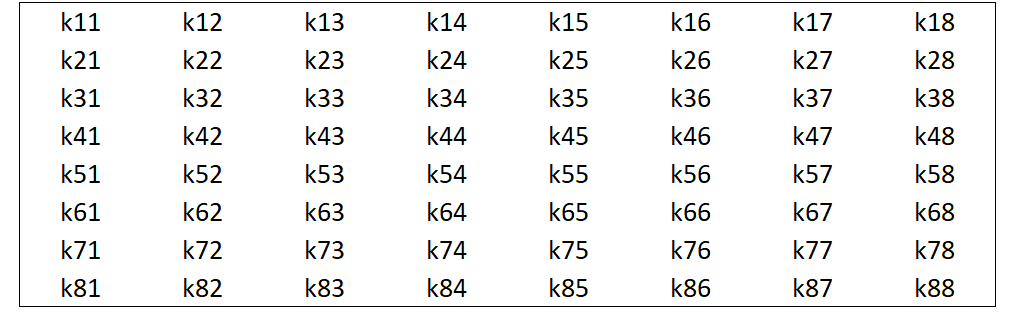 k11 k12 k13 k14 k15 k16 k17 k18
k21 k22 k23 k24 k25 k26 k27 k28
k31 k32 k33 k34 k35 k36 k37 k38
k41 k42 k43 k44 k45 k46 k47 k48
k51 k52 k53 k54 k55 k56 k57 k58
k61 k62 k63 k64 k65 k66 k67 k68
k71 k72 k73 k74 k75 k76 k77 k78
k81 k82 k83 k84 k85 k86 k87 k88